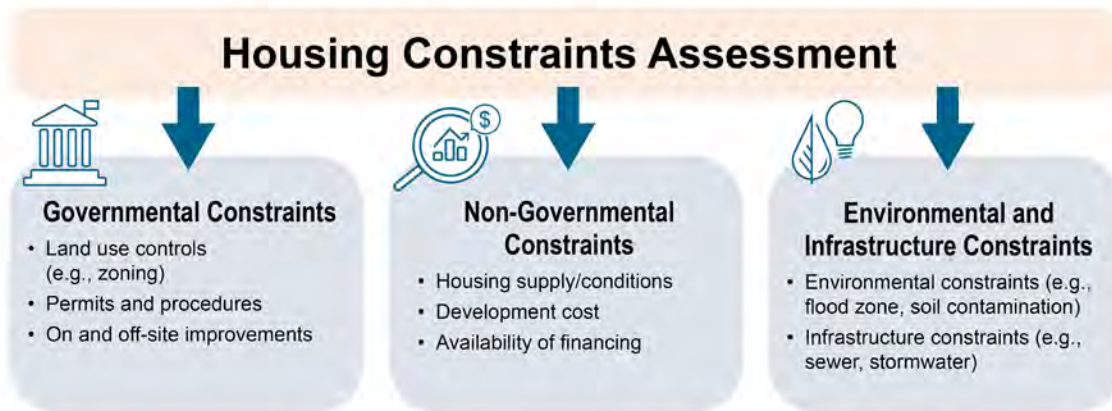 Housing Constraints Assessment
$
Governmental Constraints
• Land use controls
(e.g., zoning)
• Permits and procedures
• On and off-site improvements
Non-Governmental
Constraints
• Housing supply/conditions
• Development cost
• Availability of financing
Environmental and
Infrastructure Constraints
• Environmental constraints (e.g.,
flood zone, soil contamination)
• Infrastructure constraints (e.g.,
sewer, stormwater)